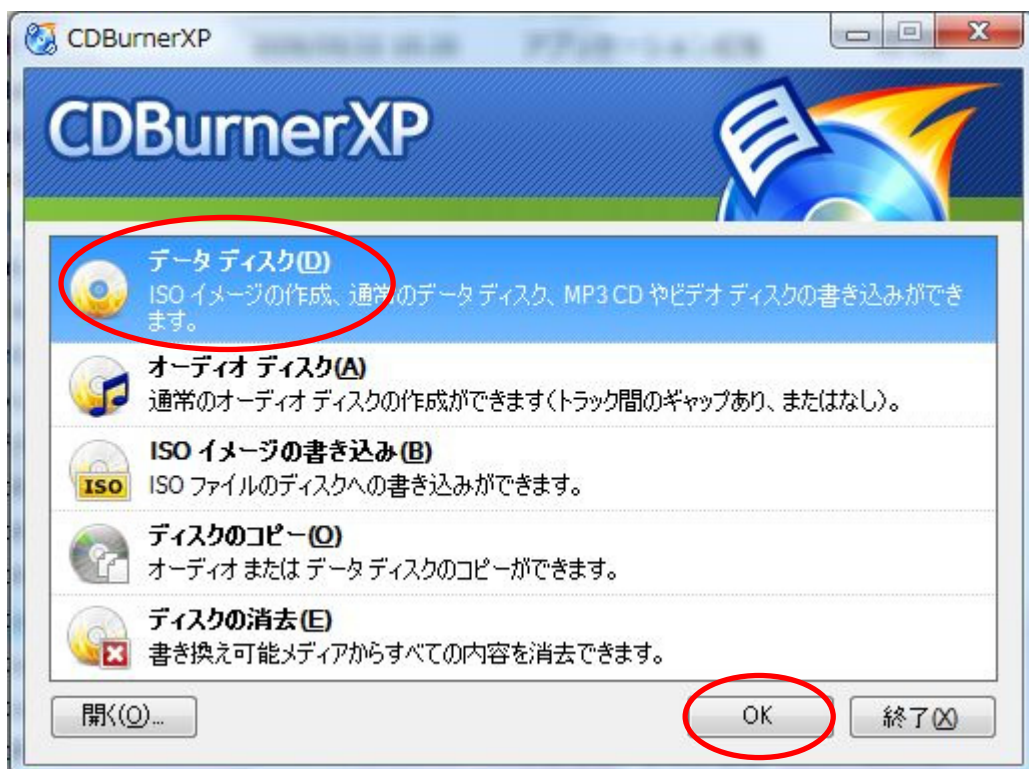 CDBurnerXP
CDBurnerXP
データ ディスク(D)
ISO イメージの作成、通常のデータ ディスク、MP3 CD やビデオ ディスクの書き込みができ
ます。
オーディオ ディスク(A)
通常のオーディオ ディスクの作成ができます(トラック間のギャップあり、またはなし)。
ISO イメージの書き込み(B)
ISO
ISO ファイルのディスクへの書き込みができます。
ディスクのコピー(O)
オーディオ または データ ディスクのコピーができます。
ディスクの消去(E)
書き換え可能メディアからすべての内容を消去できます。
開く(O)... OK 終了(X)